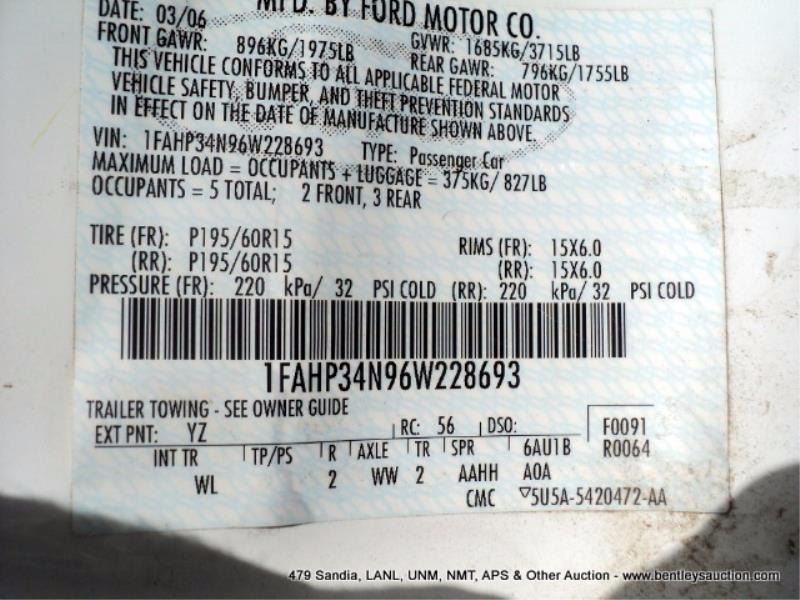 DATE: 03/06 MFD. BY FORD MOTOR CO.
FRONT GAWR: 896KG/1975LB GVWR: 1685KG/3715LB
REAR GAWR: 796KG/1755LB
THIS VEHICLE CONFORMS TO ALL APPLICABLE FEDERAL MOTOR
VEHICLE SAFETY, BUMPER, AND THEFT PREVENTION STANDARDS
IN EFFECT ON THE DATE OF MANUFACTURE SHOWN ABOVE.
VIN: 1FAHP34N96W228693 TYPE: Passenger Car
MAXIMUM LOAD = OCCUPANTS + LUGGAGE = 375KG/ 827LB
OCCUPANTS = 5 TOTAL; 2 FRONT, 3 REAR
TIRE (FR): P195/60R15 RIMS (FR): 15X6.0
(RR): P195/60R15 (RR): 15X6.0
PRESSURE (FR): 220 kPa/ 32 PSI COLD (RR): 220 kPa/ 32 PSI COLD
1FAHP34N96W228693
TRAILER TOWING - SEE OWNER GUIDE
EXT PNT: YZ RC: 56 DSO: F0091
INT TR TP/PS R AXLE TR SPR 6AU1B R0064
WL 2 WW 2 AAHH A0A
CMC ▽5U5A-5420472-AA
479 Sandia, LANL, UNM, NMT, APS & Other Auction - www.bentleysauction.com